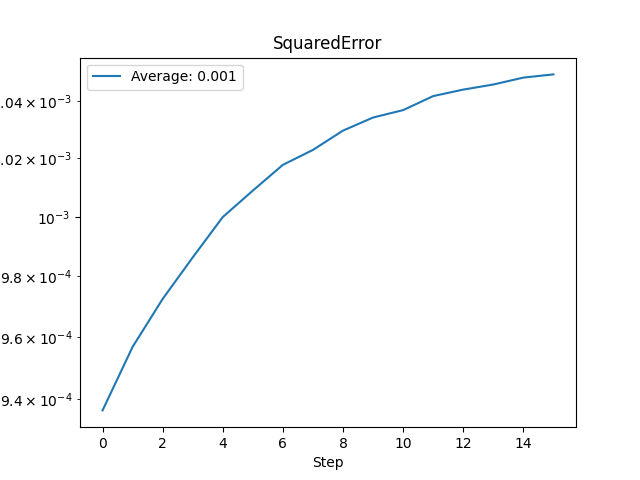 SquaredError
Average: 0.001
.04 × 10⁻³
.02 × 10⁻³
10⁻³
9.8 × 10⁻⁴
9.6 × 10⁻⁴
9.4 × 10⁻⁴
0 2 4 6 8 10 12 14
Step